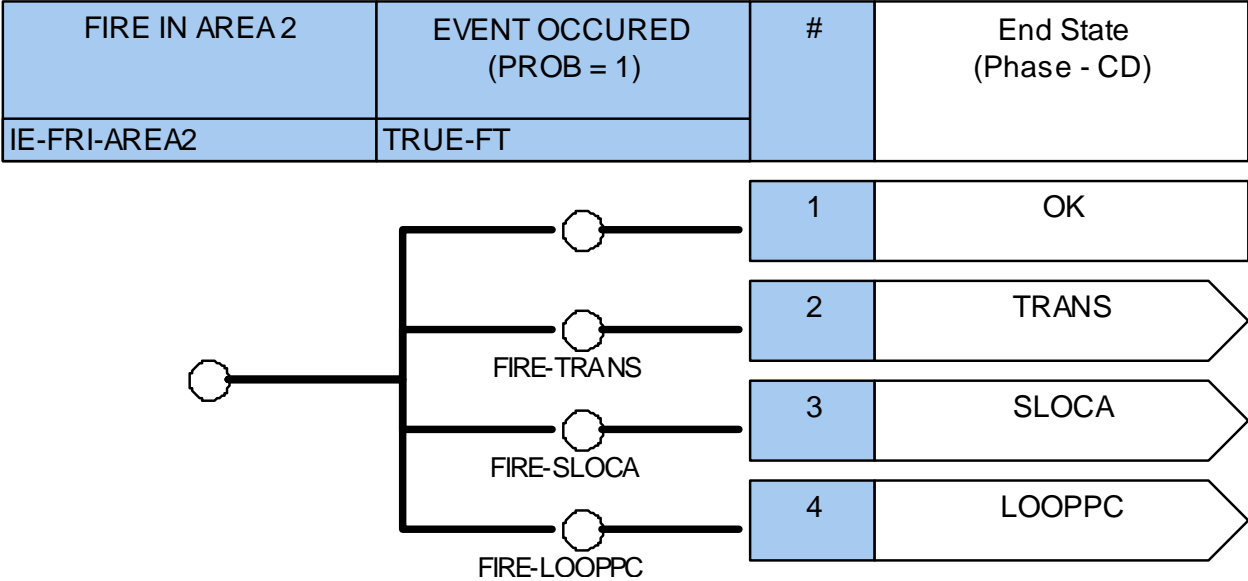 FIRE IN AREA 2
EVENT OCCURED
(PROB = 1)
#
End State
(Phase - CD)
IE-FRI-AREA2
TRUE-FT
1
OK
2
TRANS
FIRE-TRANS
3
SLOCA
FIRE-SLOCA
4
LOOPPC
FIRE-LOOPPC